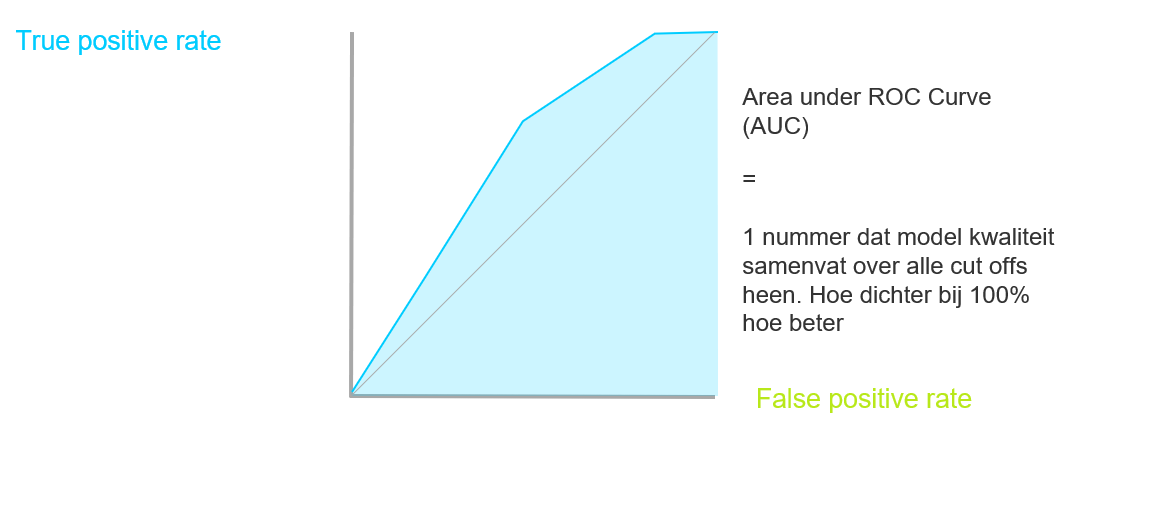 True positive rate
Area under ROC Curve
(AUC)
=
1 nummer dat model kwaliteit
samenvat over alle cut offs
heen. Hoe dichter bij 100%
hoe beter
False positive rate